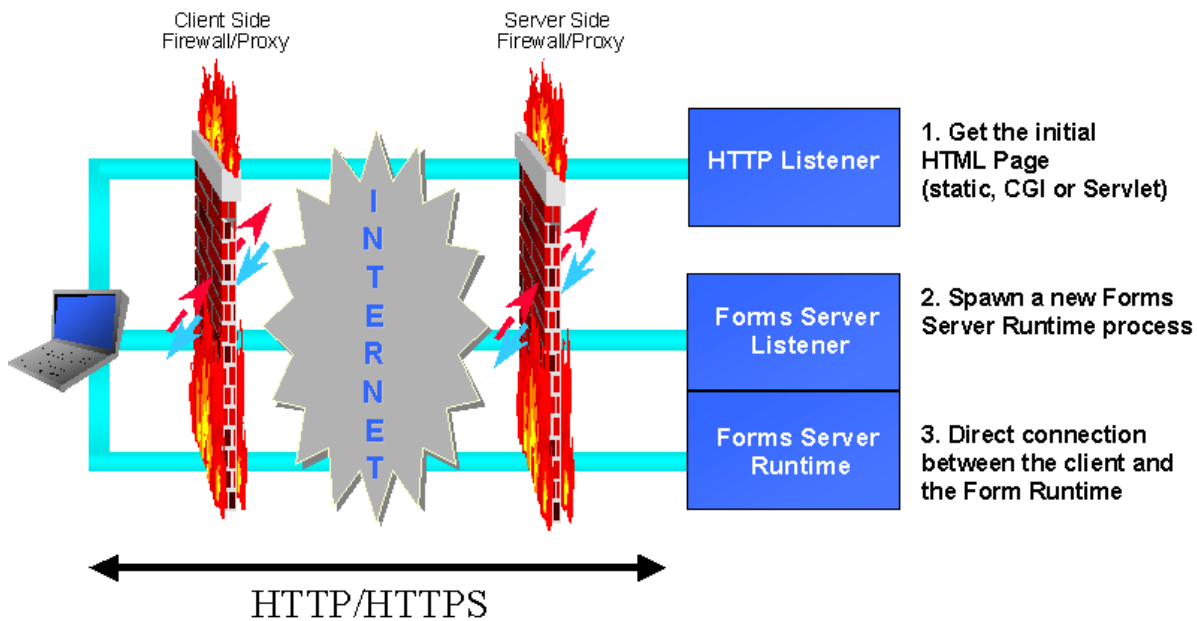 Client Side
Firewall/Proxy
Server Side
Firewall/Proxy
INTERNET
HTTP Listener
1. Get the initial
HTML Page
(static, CGI or Servlet)
Forms Server
Listener
2. Spawn a new Forms
Server Runtime process
Forms Server
Runtime
3. Direct connection
between the client and
the Form Runtime
HTTP/HTTPS